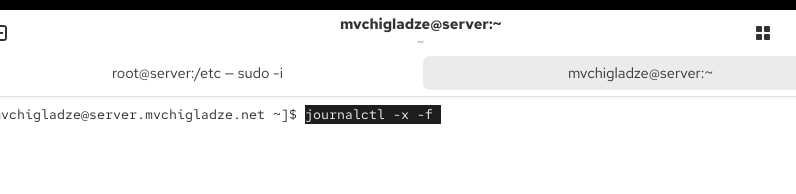 mvchigladze@server:~
~
root@server:/etc — sudo -i
mvchigladze@server:~
vchigladze@server.mvchigladze.net ~]$ journalctl -x -f